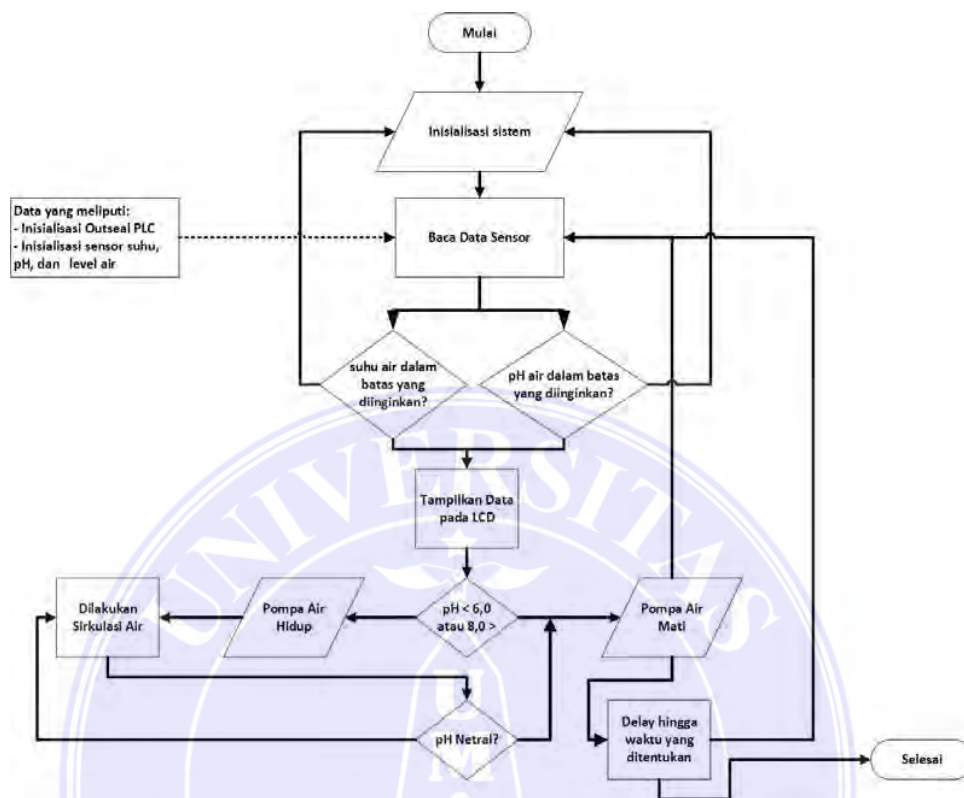 Mulai
Inisialisasi sistem
Data yang meliputi:
- Inisialisasi Outseal PLC
- Inisialisasi sensor suhu,
pH, dan level air
Baca Data Sensor
suhu air dalam
batas yang
diinginkan?
pH air dalam batas
yang diinginkan?
Tampilkan Data
pada LCD
Dilakukan
Sirkulasi Air
Pompa Air
Hidup
pH < 6,0
atau 8,0 >
Pompa Air
Mati
pH Netral?
Delay hingga
waktu yang
ditentukan
Selesai
UNIVERSITAS
U
M